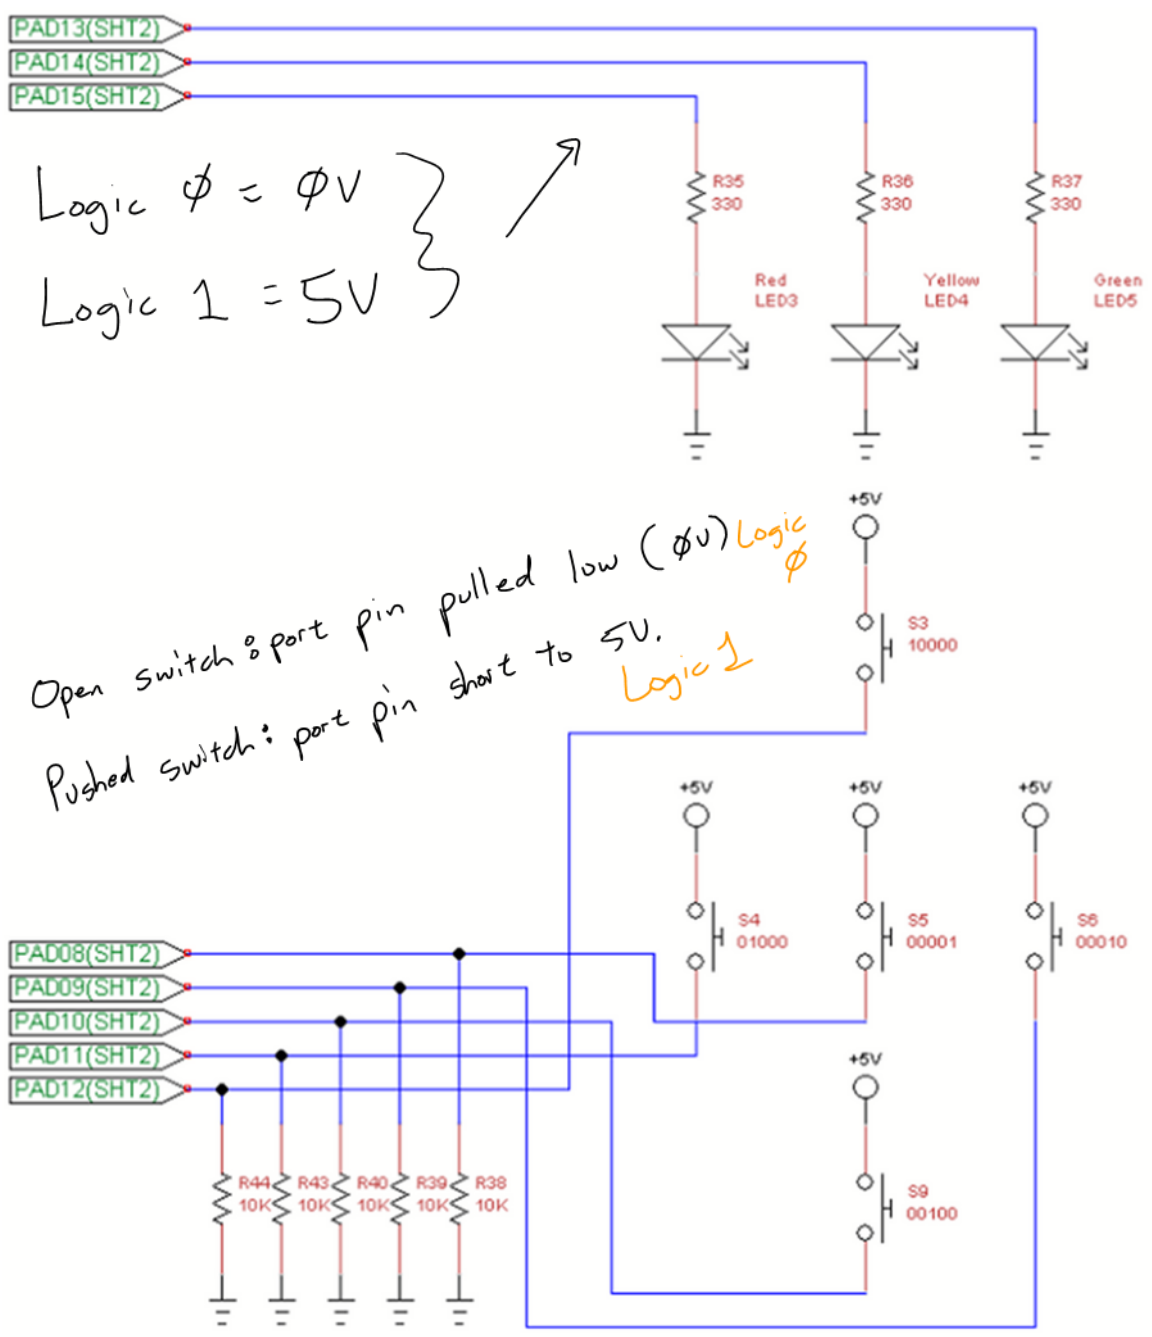 PAD13(SHT2)
PAD14(SHT2)
PAD15(SHT2)
Logic φ = φV
Logic 1 = 5V
R35
330
R36
330
R37
330
Red
LED3
Yellow
LED4
Green
LED5
Open switch: port pin pulled low (φV) Logic φ
Pushed switch: port pin short to 5V. Logic 1
+5V
S3
10000
+5V
+5V
+5V
S4
01000
S5
00001
S6
00010
PAD08(SHT2)
PAD09(SHT2)
PAD10(SHT2)
PAD11(SHT2)
PAD12(SHT2)
+5V
S9
00100
R44 R43 R40 R39 R38
10K 10K 10K 10K 10K